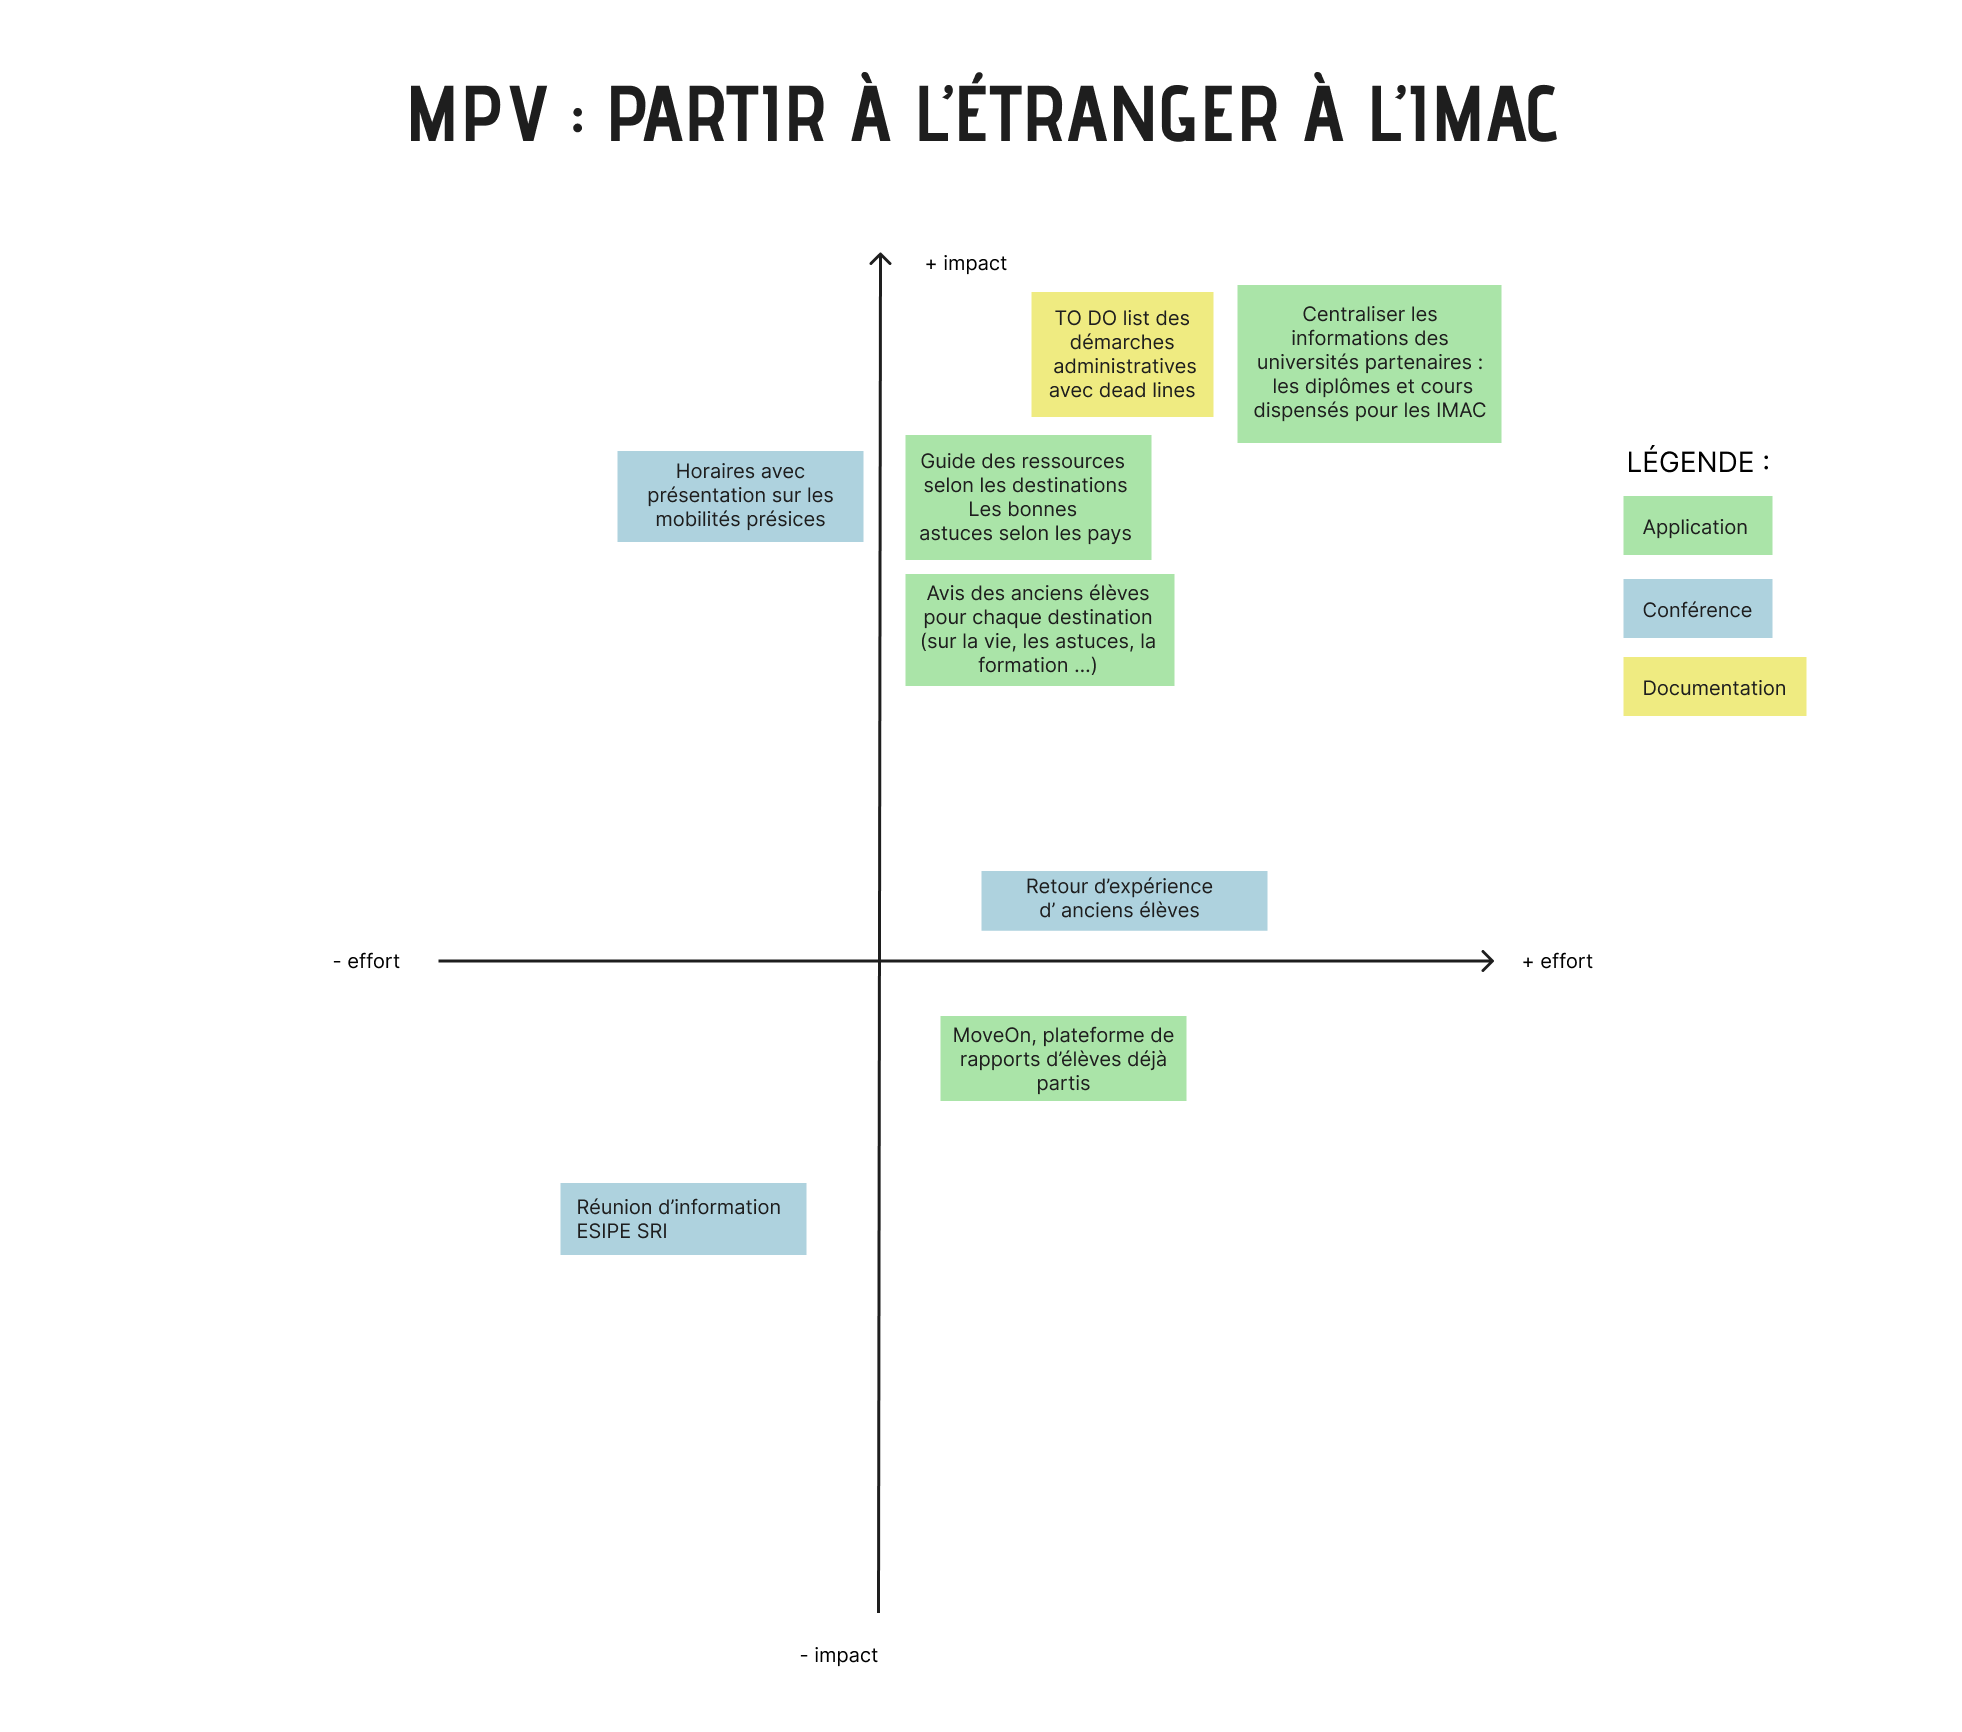 MPV : PARTIR À L'ÉTRANGER À L'IMAC
+ impact
TO DO list des
démarches
administratives
avec dead lines
Centraliser les
informations des
universités partenaires :
les diplômes et cours
dispensés pour les IMAC
Horaires avec
présentation sur les
mobilités présices
Guide des ressources
selon les destinations
Les bonnes
astuces selon les pays
Avis des anciens élèves
pour chaque destination
(sur la vie, les astuces, la
formation ...)
LÉGENDE :
Application
Conférence
Documentation
Retour d’expérience
d’ anciens élèves
- effort
+ effort
MoveOn, plateforme de
rapports d’élèves déjà
partis
Réunion d’information
ESIPE SRI
- impact